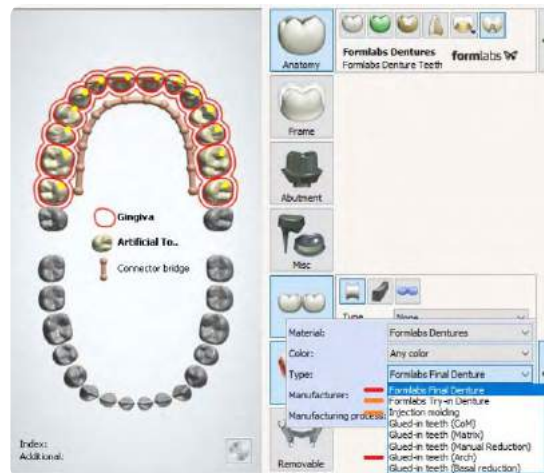 Gingiva
Artificial To..
Connector bridge
Index:
Additional:
Anatomy
Formlabs Dentures
Formlabs Denture Teeth
formlabs
Frame
Abutment
Misc
Type
None
Material:
Formlabs Dentures
Color:
Any color
Type:
Formlabs Final Denture
Manufacturer:
Manufacturing process:
Formlabs Final Denture
Formlabs Try-in Denture
Injection molding
Glued-in teeth (CoM)
Glued-in teeth (Matrix)
Glued-in teeth (Manual Reduction)
Glued-in teeth (Arch)
Glued-in teeth (Basal reduction)
Removable